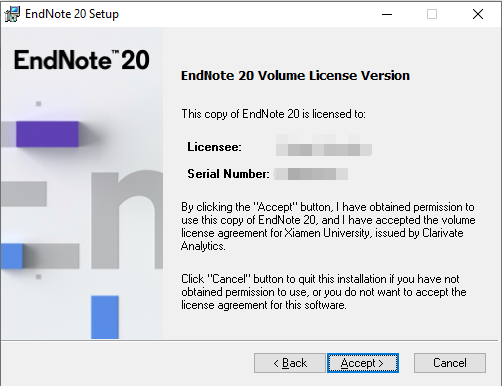 EndNote 20 Setup
EndNote™ 20
EndNote 20 Volume License Version
This copy of EndNote 20 is licensed to:
Licensee:
Serial Number:
By clicking the "Accept" button, I have obtained permission to
use this copy of EndNote 20, and I have accepted the volume
license agreement for Xiamen University, issued by Clarivate
Analytics.
Click "Cancel" button to quit this installation if you have not
obtained permission to use, or you do not want to accept the
license agreement for this software.
< Back
Accept >
Cancel